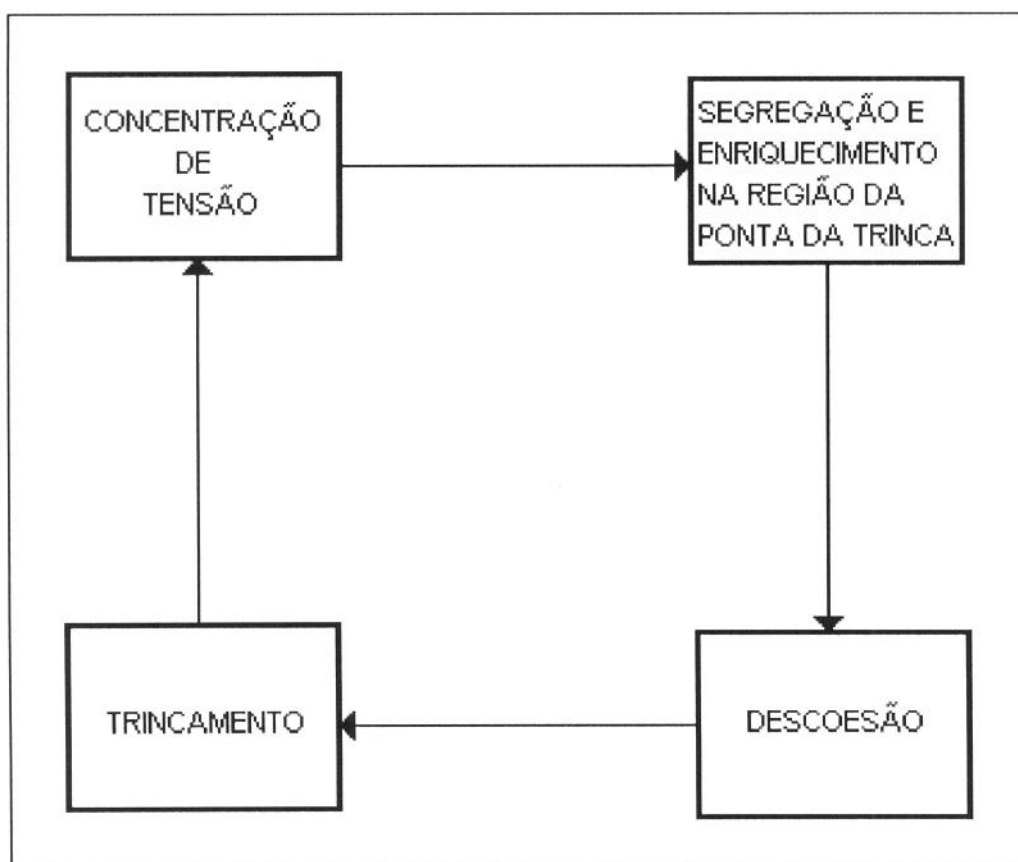 CONCENTRAÇÃO
DE
TENSÃO
SEGREGAÇÃO E
ENRIQUECIMENTO
NA REGIÃO DA
PONTA DA TRINCA
TRINCAMENTO
DESCOESÃO